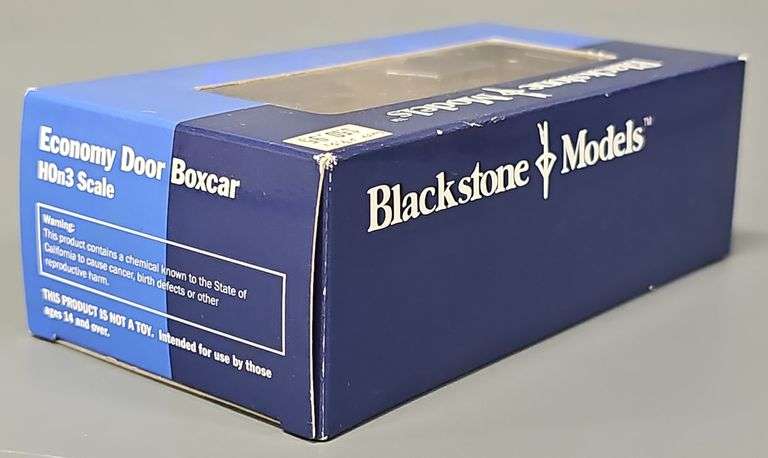 Blackstone Models
Economy Door Boxcar
HOn3 Scale
Blackstone Models™
Warning:
This product contains a chemical known to the State of
California to cause cancer, birth defects or other
reproductive harm.
THIS PRODUCT IS NOT A TOY. Intended for use by those
ages 14 and over.